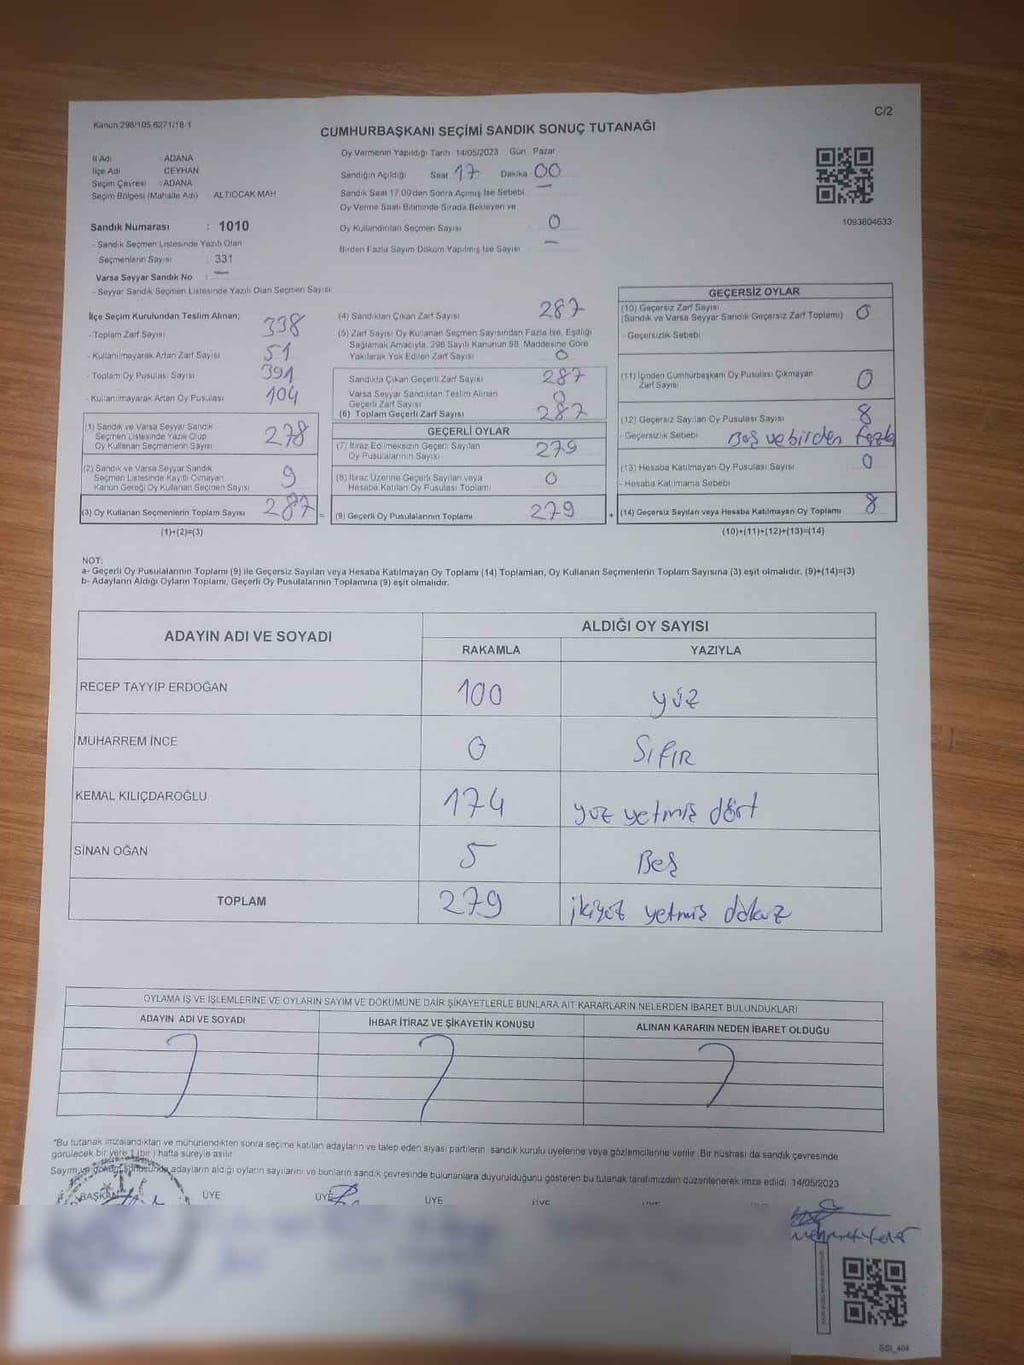 Kanun 298/105 6271/18-1
C/2
CUMHURBAŞKANI SEÇİMİ SANDIK SONUÇ TUTANAĞI
İl Adı ADANA
İlçe Adı CEYHAN
Seçim Çevresi : ADANA
Seçim Bölgesi (Mahalle Adı) ALTIOCAK MAH
Sandık Numarası : 1010
- Sandık Seçmen Listesinde Yazılı Olan
Seçmenlerin Sayısı : 331
Varsa Seyyar Sandık No : —
- Seyyar Sandık Seçmen Listesinde Yazılı Olan Seçmen Sayısı
Oy Vermenin Yapıldığı Tarih 14/05/2023 Gün Pazar
Sandığın Açıldığı Saat 17 Dakika 00
Sandık Saat 17.00'den Sonra Açılmış İse Sebebi —
Oy Verme Saati Bitiminde Sırada Bekleyen ve
Oy Kullandırılan Seçmen Sayısı 0
Birden Fazla Sayım Döküm Yapılmış İse Sayısı —
1093804633
İlçe Seçim Kurulundan Teslim Alınan;
- Toplam Zarf Sayısı 338
- Kullanılmayarak Artan Zarf Sayısı 51
- Toplam Oy Pusulası Sayısı 391
- Kullanılmayarak Artan Oy Pusulası 104
(1) Sandık ve Varsa Seyyar Sandık
Seçmen Listesinde Yazılı Olup
Oy Kullanan Seçmenlerin Sayısı 278
(2) Sandık ve Varsa Seyyar Sandık
Seçmen Listesinde Kayıtlı Olmayan
Kanun Gereği Oy Kullanan Seçmen Sayısı 9
(3) Oy Kullanan Seçmenlerin Toplam Sayısı 287 =
(1)+(2)=(3)
(4) Sandıktan Çıkan Zarf Sayısı 287
(5) Zarf Sayısı Oy Kullanan Seçmen Sayısından Fazla İse, Eşitliği
Sağlamak Amacıyla, 298 Sayılı Kanunun 98. Maddesine Göre
Yakılarak Yok Edilen Zarf Sayısı 0
Sandıkta Çıkan Geçerli Zarf Sayısı 287
Varsa Seyyar Sandıktan Teslim Alınan
Geçerli Zarf Sayısı 0
(6) Toplam Geçerli Zarf Sayısı 287
GEÇERLİ OYLAR
(7) İtiraz Edilmeksizin Geçerli Sayılan
Oy Pusulalarının Sayısı 279
(8) İtiraz Üzerine Geçerli Sayılan veya
Hesaba Katılan Oy Pusulası Toplamı 0
(9) Geçerli Oy Pusulalarının Toplamı 279 +
GEÇERSİZ OYLAR
(10) Geçersiz Zarf Sayısı
(Sandık ve Varsa Seyyar Sandık Geçersiz Zarf Toplamı) 0
- Geçersizlik Sebebi
(11) İçinden Cumhurbaşkanı Oy Pusulası Çıkmayan
Zarf Sayısı 0
(12) Geçersiz Sayılan Oy Pusulası Sayısı 8
- Geçersizlik Sebebi Boş ve birden fazla
(13) Hesaba Katılmayan Oy Pusulası Sayısı 0
- Hesaba Katılmama Sebebi
(14) Geçersiz Sayılan veya Hesaba Katılmayan Oy Toplamı 8
(10)+(11)+(12)+(13)=(14)
NOT:
a- Geçerli Oy Pusulalarının Toplamı (9) ile Geçersiz Sayılan veya Hesaba Katılmayan Oy Toplamı (14) Toplamları, Oy Kullanan Seçmenlerin Toplam Sayısına (3) eşit olmalıdır. (9)+(14)=(3)
b- Adayların Aldığı Oyların Toplamı, Geçerli Oy Pusulalarının Toplamına (9) eşit olmalıdır.
ADAYIN ADI VE SOYADI ALDIĞI OY SAYISI
RAKAMLA YAZIYLA
RECEP TAYYİP ERDOĞAN 100 yüz
MUHARREM İNCE 0 SIFIR
KEMAL KILIÇDAROĞLU 174 yüz yetmiş dört
SİNAN OĞAN 5 Beş
TOPLAM 279 ikiyüz yetmiş dokuz
OYLAMA İŞ VE İŞLEMLERİNE VE OYLARIN SAYIM VE DÖKÜMÜNE DAİR ŞİKAYETLERLE BUNLARA AİT KARARLARIN NELERDEN İBARET BULUNDUKLARI
ADAYIN ADI VE SOYADI İHBAR İTİRAZ VE ŞİKAYETİN KONUSU ALINAN KARARIN NEDEN İBARET OLDUĞU
"Bu tutanak imzalandıktan ve mühürlendikten sonra seçime katılan adayların ve talep eden siyasi partilerin sandık kurulu üyelerine veya gözlemcilerine verilir. Bir nüshası da sandık çevresinde
görülecek bir yere 1 (bir) hafta süreyle asılır.
Sayım ve döküm sonucunda adayların aldığı oyların sayılarını ve bunların sandık çevresinde bulunanlara duyurulduğunu gösteren bu tutanak tarafımızdan düzenlenerek imza edildi. 14/05/2023
BAŞKAN ÜYE ÜYE ÜYE ÜYE
SSI_404